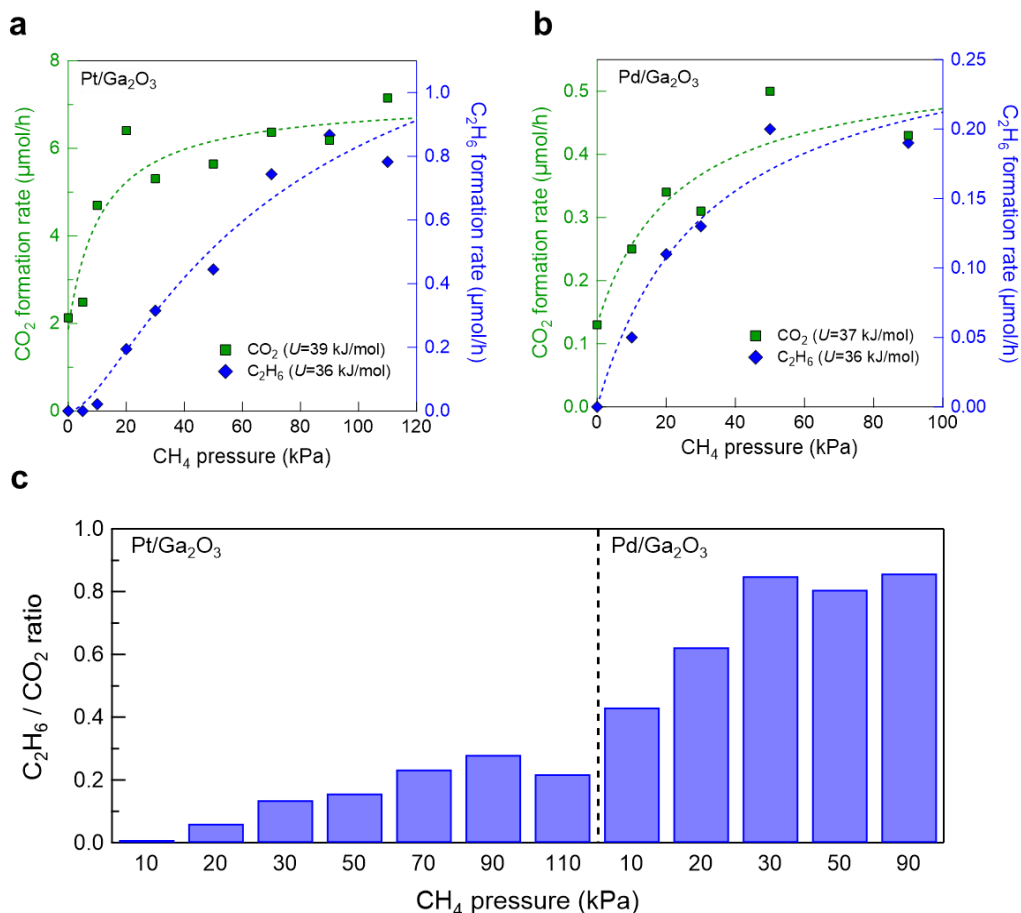 a
Pt/Ga₂O₃
CO₂ formation rate (µmol/h)
8
6
4
2
0
C₂H₆ formation rate (µmol/h)
1.0
0.8
0.6
0.4
0.2
0.0
CO₂ (U=39 kJ/mol)
C₂H₆ (U=36 kJ/mol)
0 20 40 60 80 100 120
CH₄ pressure (kPa)
b
Pd/Ga₂O₃
CO₂ formation rate (µmol/h)
0.5
0.4
0.3
0.2
0.1
0.0
C₂H₆ formation rate (µmol/h)
0.25
0.20
0.15
0.10
0.05
0.00
CO₂ (U=37 kJ/mol)
C₂H₆ (U=36 kJ/mol)
0 20 40 60 80 100
CH₄ pressure (kPa)
c
Pt/Ga₂O₃
Pd/Ga₂O₃
C₂H₆ / CO₂ ratio
1.0
0.8
0.6
0.4
0.2
0.0
10 20 30 50 70 90 110 10 20 30 50 90
CH₄ pressure (kPa)